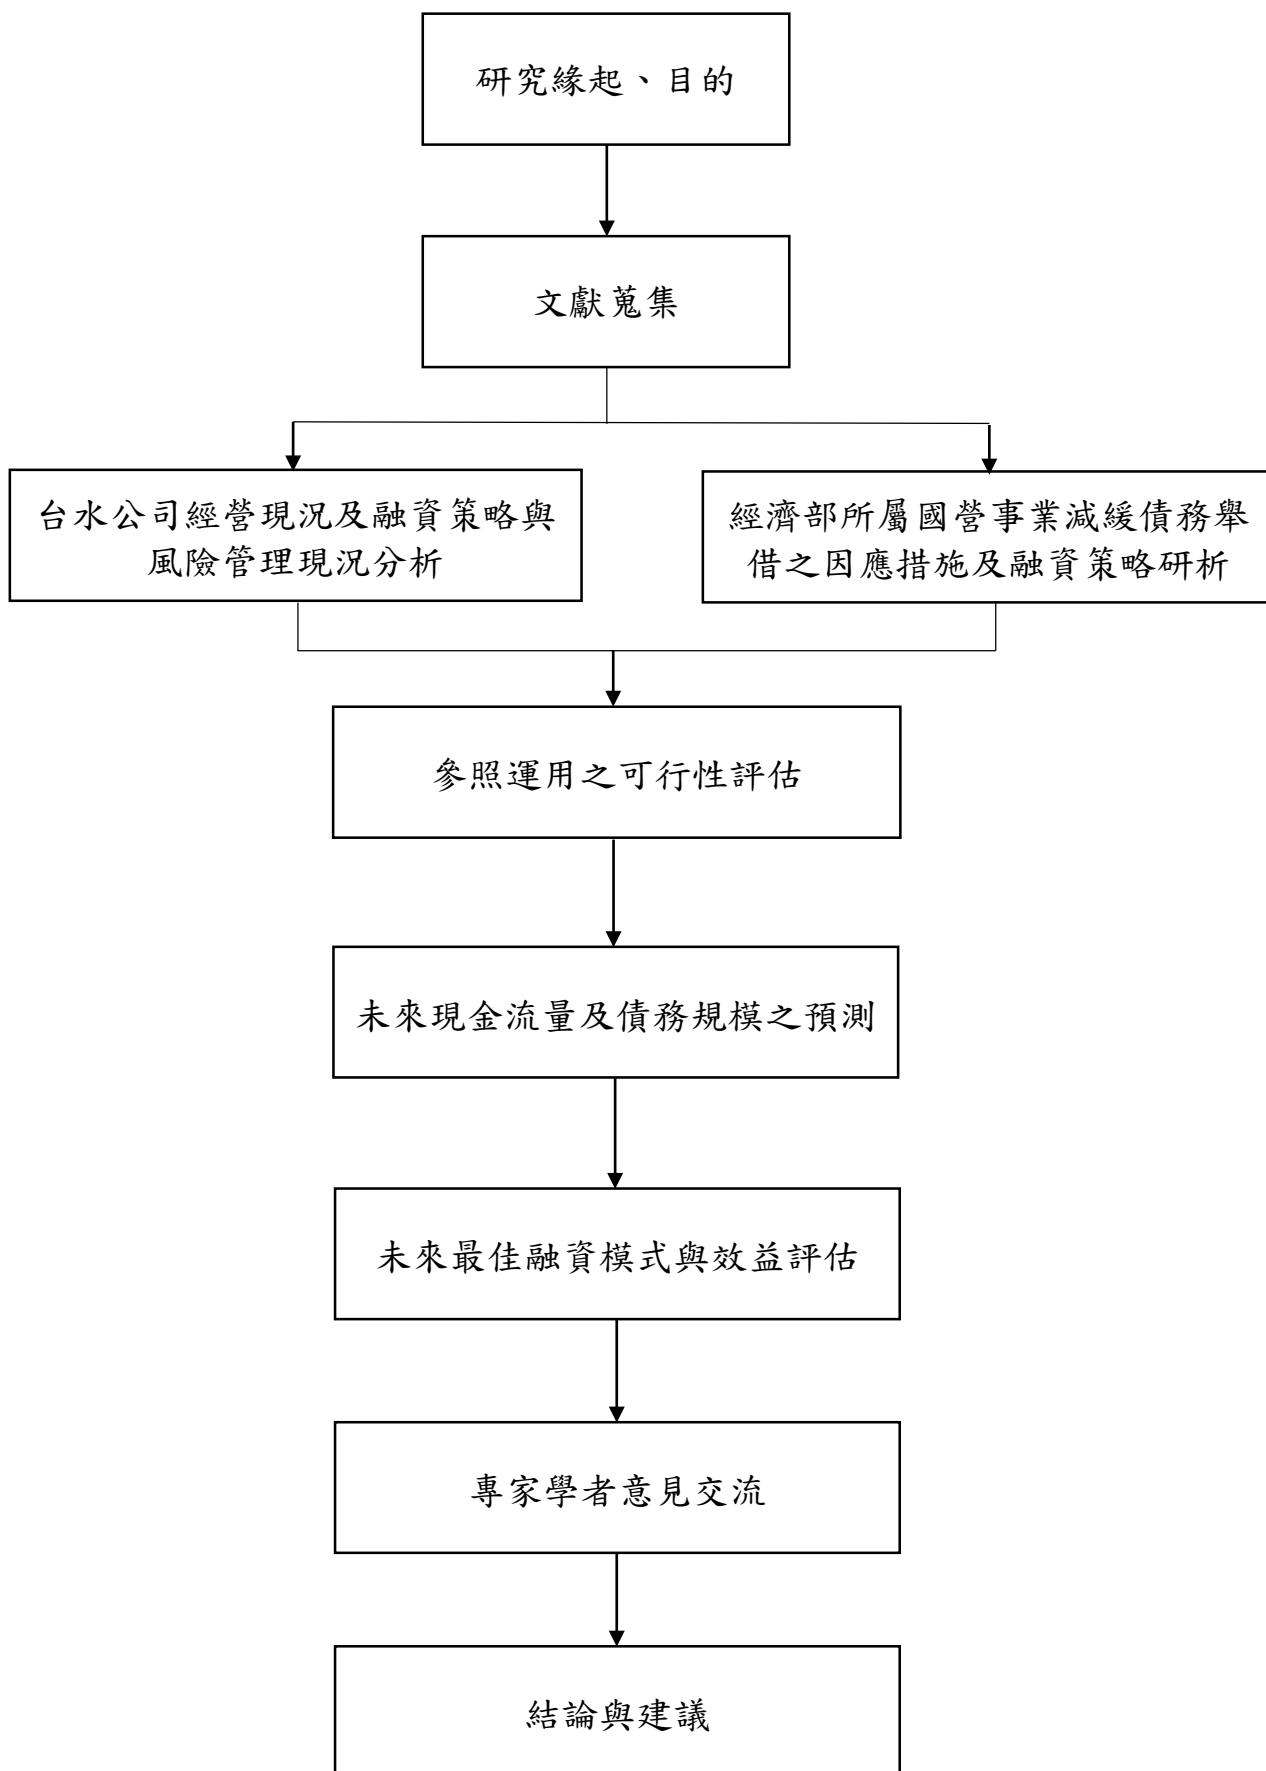 研究緣起、目的
文獻蒐集
台水公司經營現況及融資策略與
風險管理現況分析
經濟部所屬國營事業減緩債務舉
借之因應措施及融資策略研析
參照運用之可行性評估
未來現金流量及債務規模之預測
未來最佳融資模式與效益評估
專家學者意見交流
結論與建議